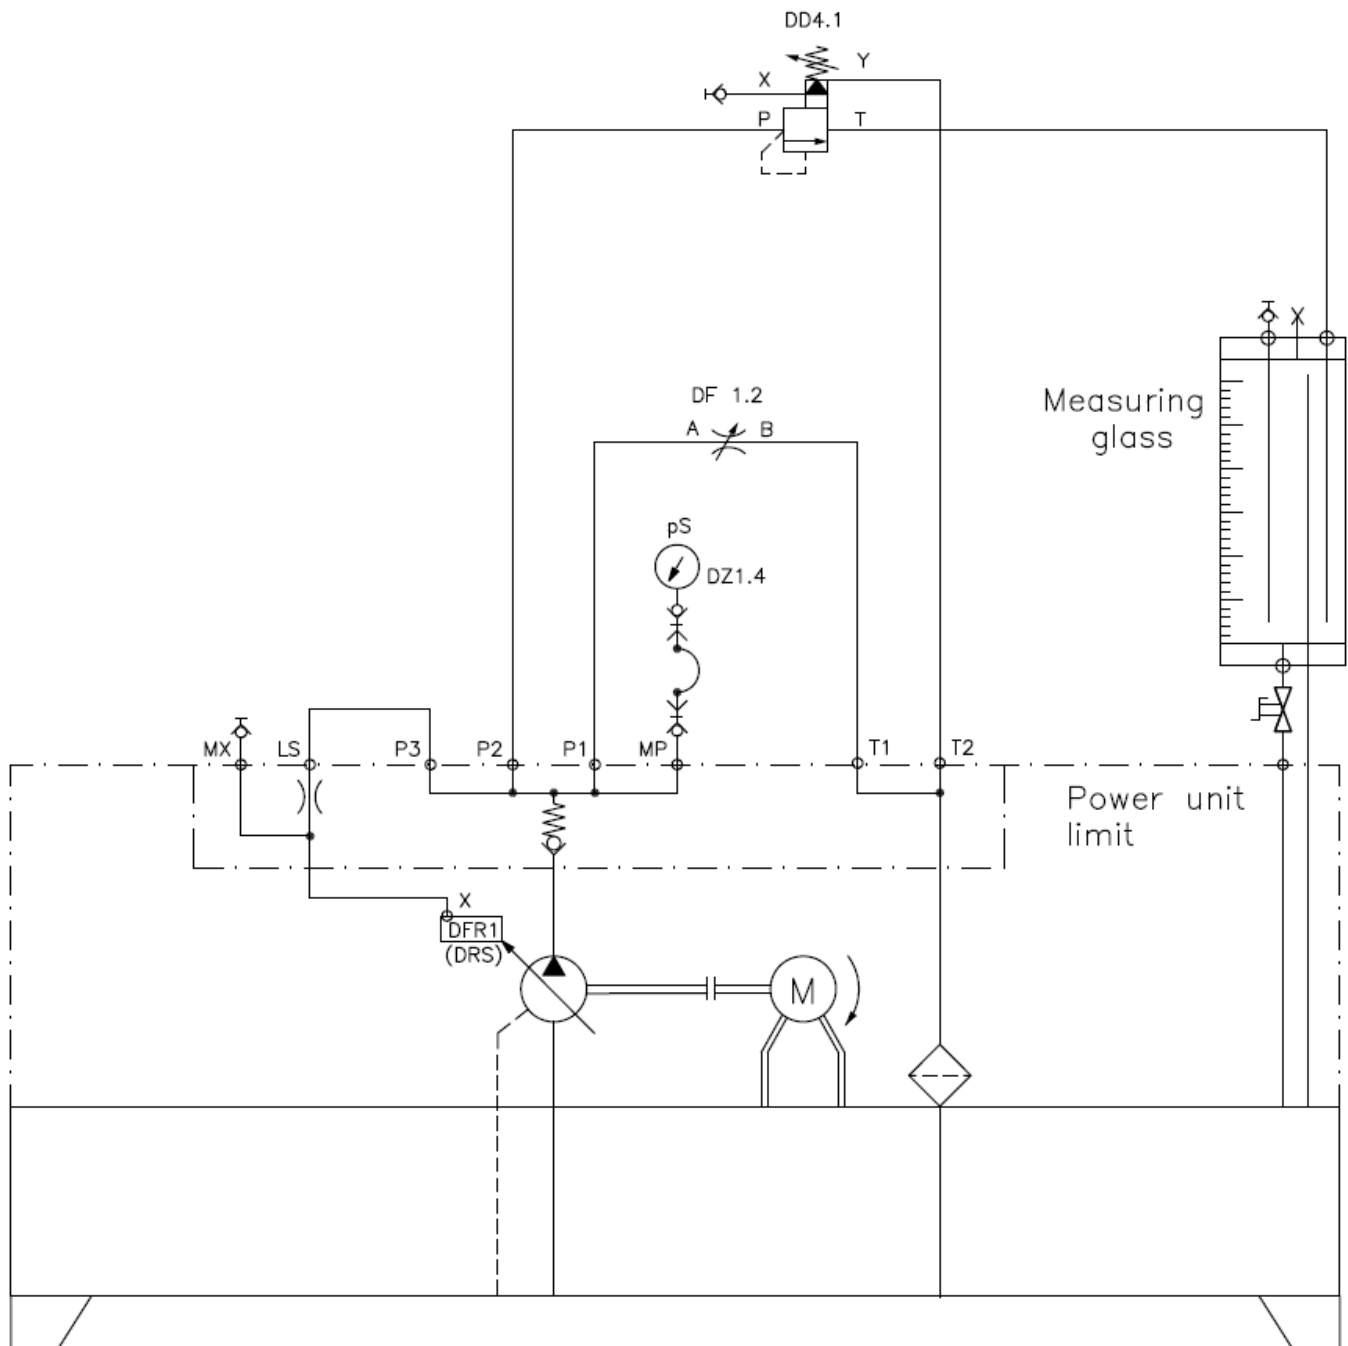 DD4.1
Y
X
P
T
DF 1.2
A
B
Measuring
glass
pS
DZ1.4
MX
LS
P3
P2
P1
MP
T1
T2
Power unit
limit
X
DFR1
(DRS)
M